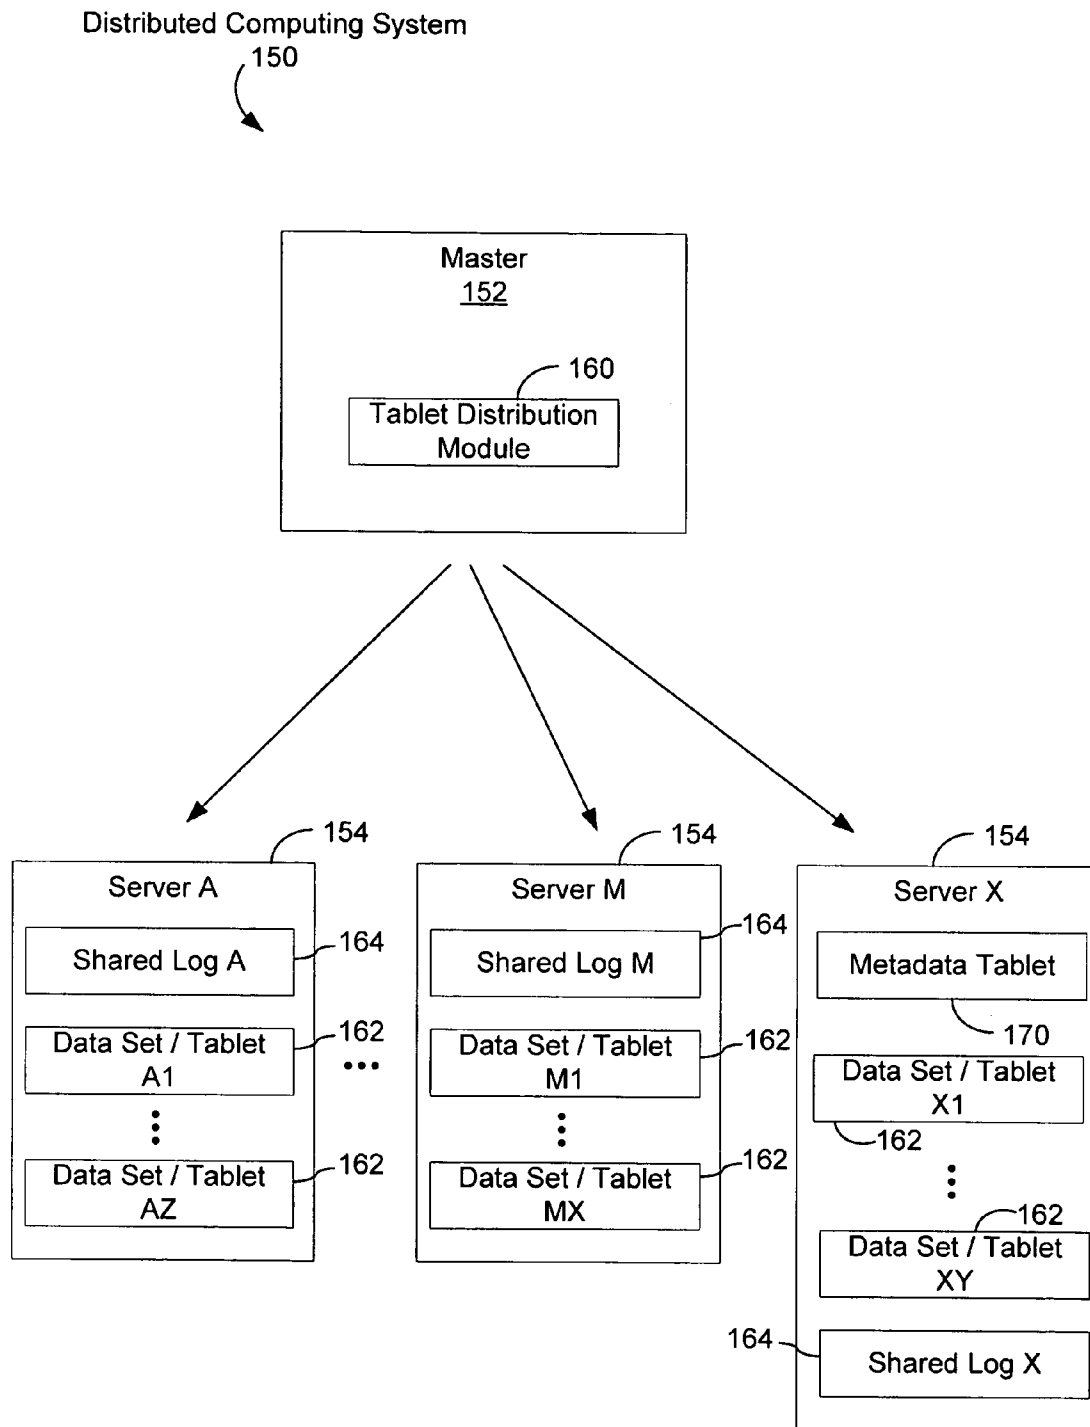 Distributed Computing System
150
Master
152
160
Tablet Distribution
Module
154
Server A
Shared Log A
164
Data Set / Tablet
A1
162
Data Set / Tablet
AZ
162
154
Server M
Shared Log M
164
Data Set / Tablet
M1
162
Data Set / Tablet
MX
162
154
Server X
Metadata Tablet
170
Data Set / Tablet
X1
162
162
Data Set / Tablet
XY
164
Shared Log X